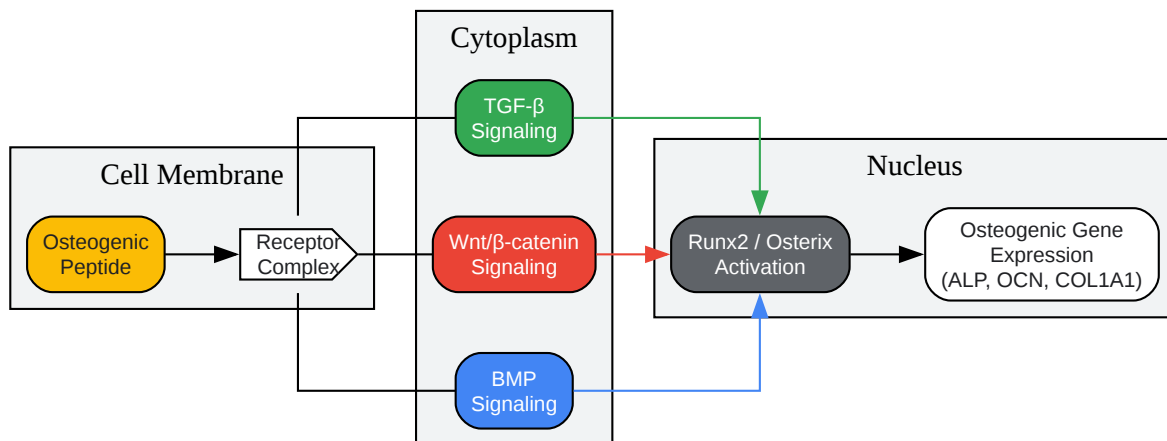 Cytoplasm
TGF-β
Signaling
Cell Membrane
Nucleus
Osteogenic
Peptide
Receptor
Complex
Wnt/β-catenin
Signaling
Runx2 / Osterix
Activation
Osteogenic Gene
Expression
(ALP, OCN, COL1A1)
BMP
Signaling